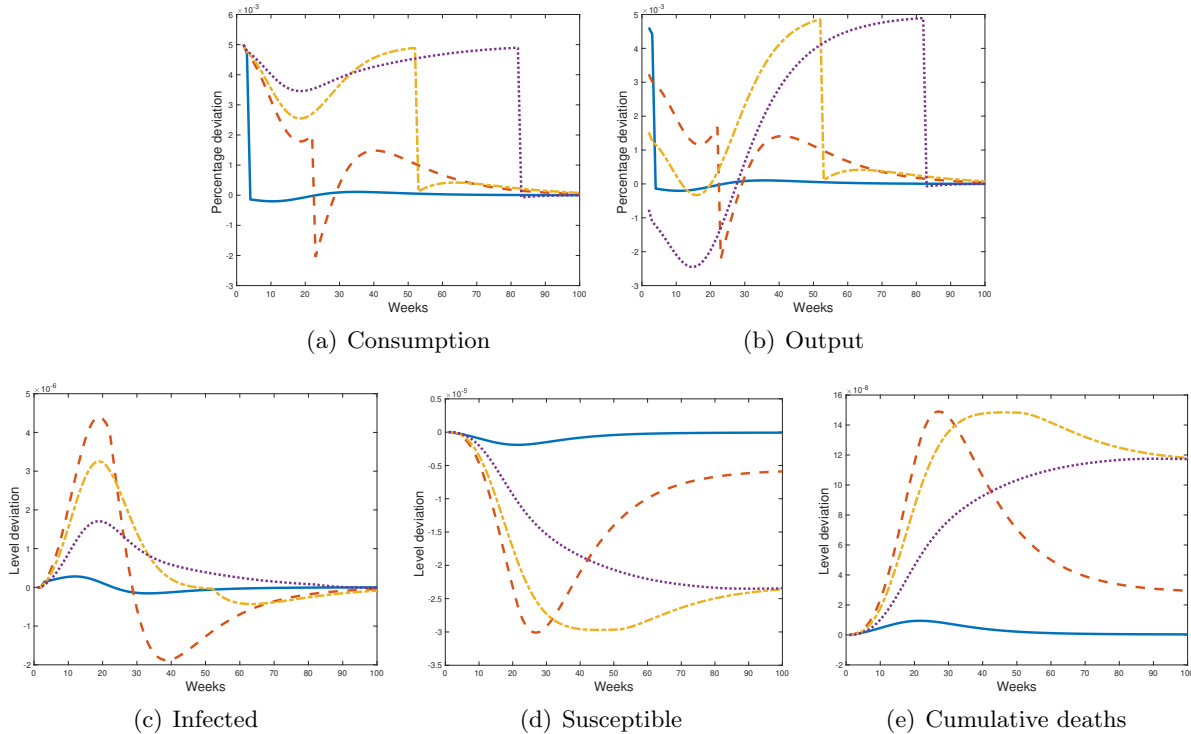 ×10⁻³
6
5
4
3
2
1
0
-1
-2
-3
Percentage deviation
0 10 20 30 40 50 60 70 80 90 100
Weeks
(a) Consumption
×10⁻³
5
4
3
2
1
0
-1
-2
-3
Percentage deviation
0 10 20 30 40 50 60 70 80 90 100
Weeks
(b) Output
×10⁻⁶
5
4
3
2
1
0
-1
-2
Level deviation
0 10 20 30 40 50 60 70 80 90 100
Weeks
(c) Infected
×10⁻⁵
0.5
0
-0.5
-1
-1.5
-2
-2.5
-3
-3.5
Level deviation
0 10 20 30 40 50 60 70 80 90 100
Weeks
(d) Susceptible
×10⁻⁸
16
14
12
10
8
6
4
2
0
-2
Level deviation
0 10 20 30 40 50 60 70 80 90 100
Weeks
(e) Cumulative deaths